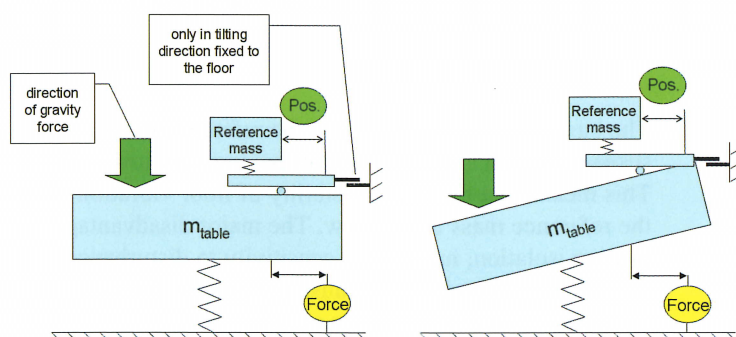 only in tilting
direction fixed to
the floor
direction
of gravity
force
Pos.
Reference
mass
m_table
Force
Pos.
Reference
mass
m_table
Force